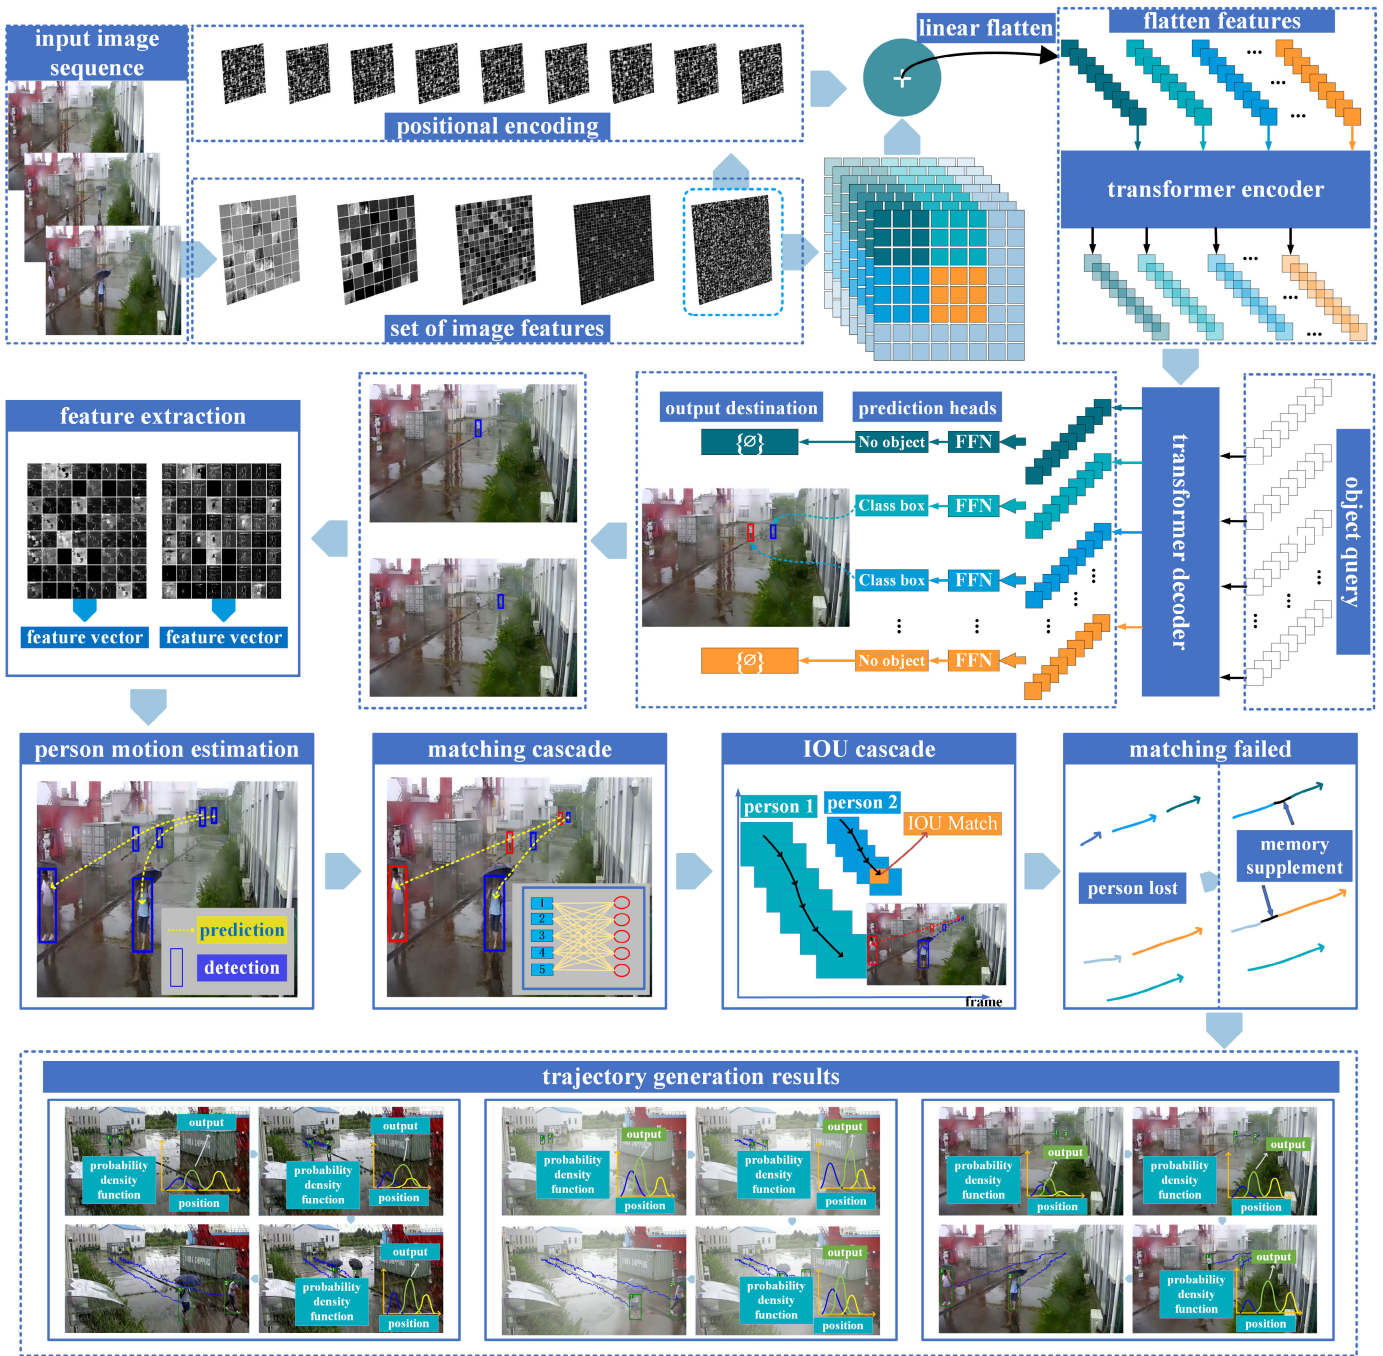 input image
sequence
positional encoding
set of image features
linear flatten
flatten features
transformer encoder
feature extraction
feature vector
feature vector
output destination
prediction heads
{∅}
No object
FFN
Class box
FFN
Class box
FFN
{∅}
No object
FFN
transformer decoder
object query
person motion estimation
prediction
detection
matching cascade
1
2
3
4
5
IOU cascade
person 1
person 2
IOU Match
frame
matching failed
person lost
memory
supplement
trajectory generation results
output
probability
density
function
position
output
probability
density
function
position
output
probability
density
function
position
output
probability
density
function
position
output
probability
density
function
position
output
probability
density
function
position
output
probability
density
function
position
output
probability
density
function
position
output
probability
density
function
position